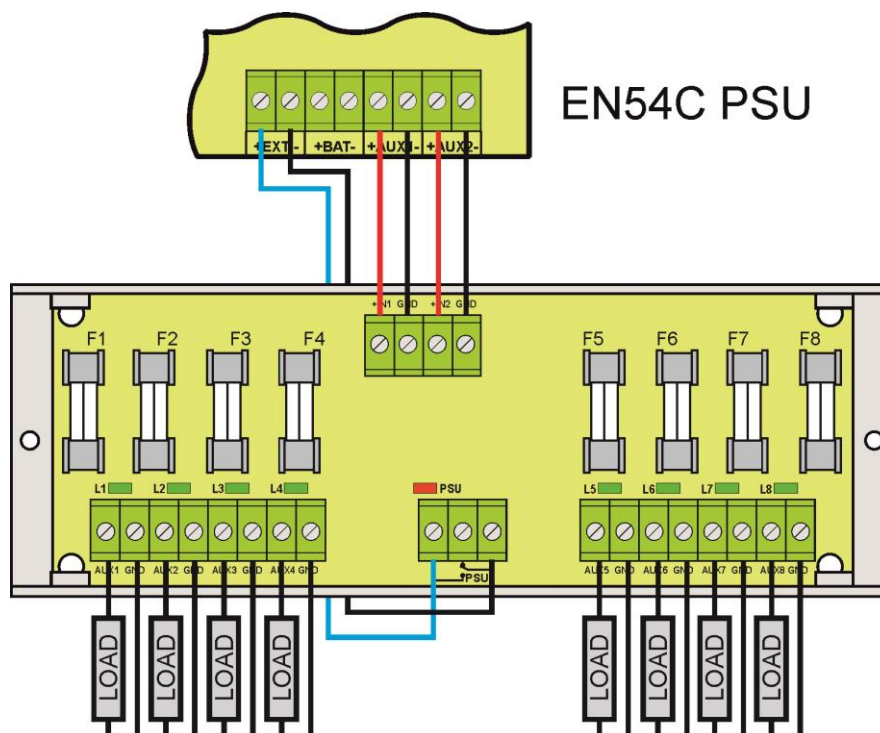 EN54C PSU
+EXT- +BAT- +AUX1- +AUX2-
+IN1 GND +IN2 GND
F1 F2 F3 F4 F5 F6 F7 F8
L1 L2 L3 L4 PSU L5 L6 L7 L8
AUX1 GND AUX2 GND AUX3 GND AUX4 GND AUX5 GND AUX6 GND AUX7 GND AUX8 GND
PSU
LOAD LOAD LOAD LOAD LOAD LOAD LOAD LOAD